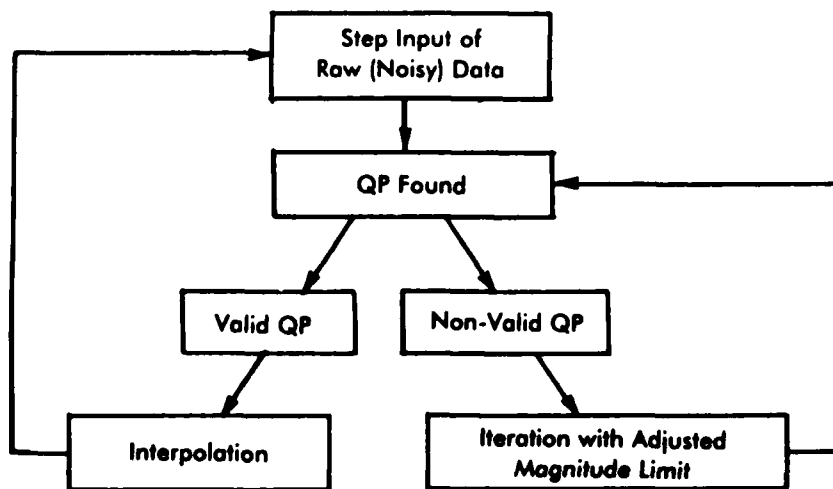 Step Input of
Raw (Noisy) Data
QP Found
Valid QP
Non-Valid QP
Interpolation
Iteration with Adjusted
Magnitude Limit